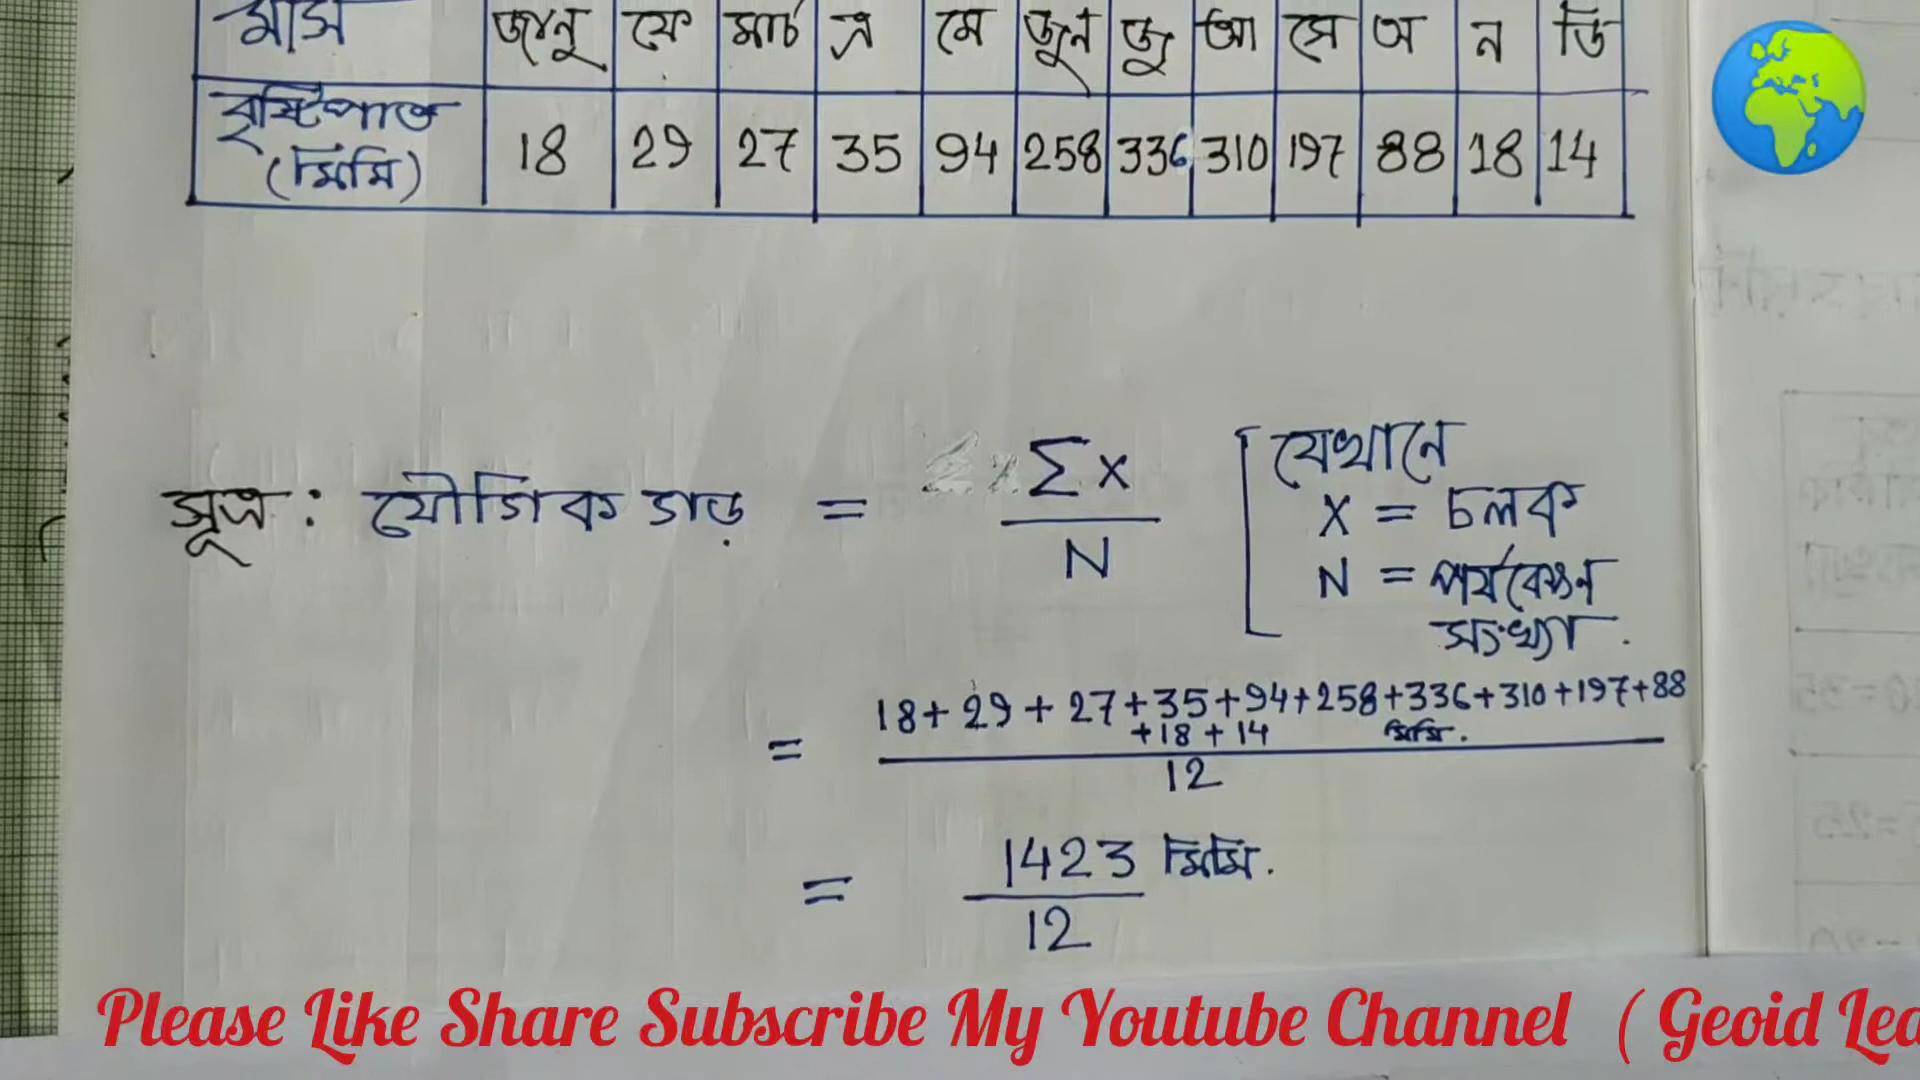 মাস জানু ফে মার্চ এ মে জুন জু আ সে অ ন ডি
বৃষ্টিপাত (মিমি) 18 29 27 35 94 258 336 310 197 88 18 14
সূত্র : যৌগিক গড় = Σx / N
[যেখানে
x = চলক
N = পর্যবেক্ষন
সংখ্যা .
= 18 + 29 + 27 + 35 + 94 + 258 + 336 + 310 + 197 + 88
+ 18 + 14 মিমি.
12
= 1423 মিমি.
12
Please Like Share Subscribe My Youtube Channel ( Geoid